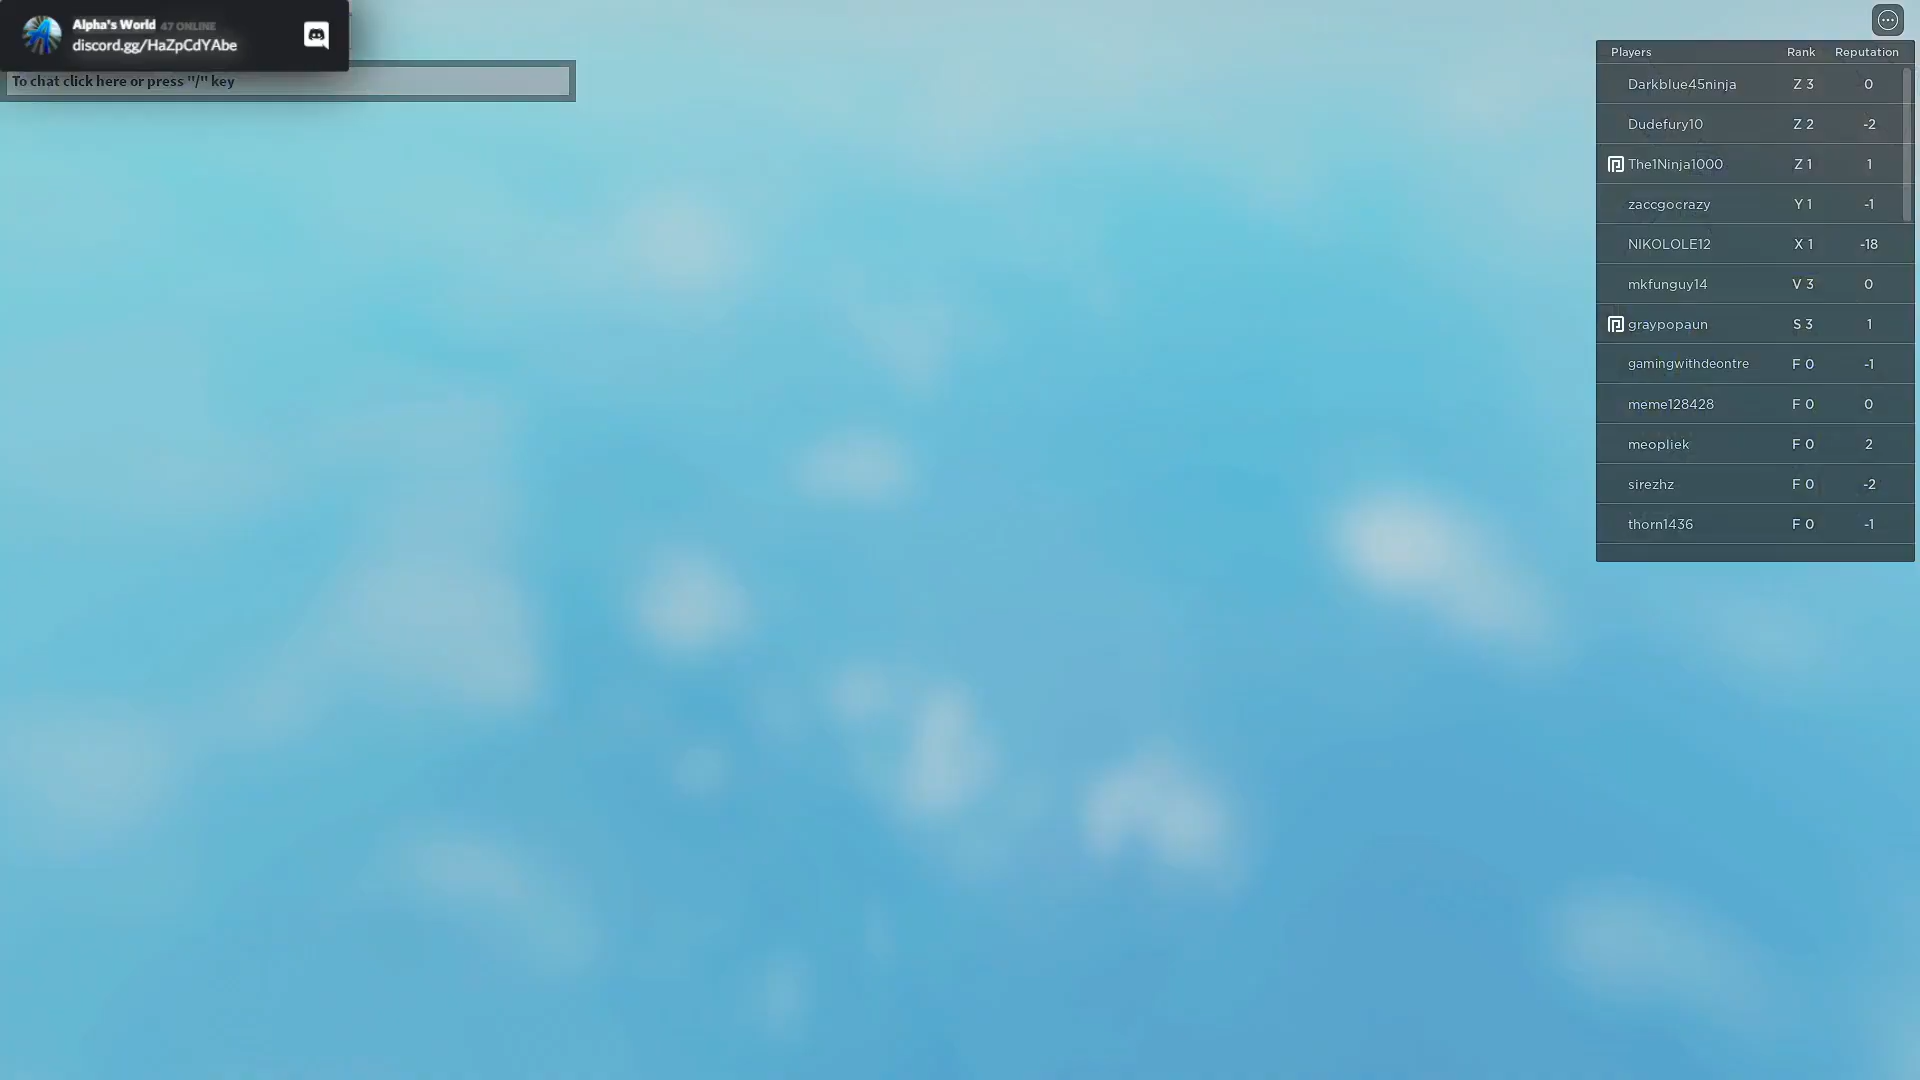 Alpha's World 47 ONLINE
discord.gg/HaZpCdYAbe
To chat click here or press "/" key
Players Rank Reputation
Darkblue45ninja Z 3 0
Dudefury10 Z 2 -2
The1Ninja1000 Z 1 1
zaccgocrazy Y 1 -1
NIKOLOLE12 X 1 -18
mkfunguy14 V 3 0
graypopaun S 3 1
gamingwithdeontre F 0 -1
meme128428 F 0 0
meopliek F 0 2
sirezhz F 0 -2
thorn1436 F 0 -1